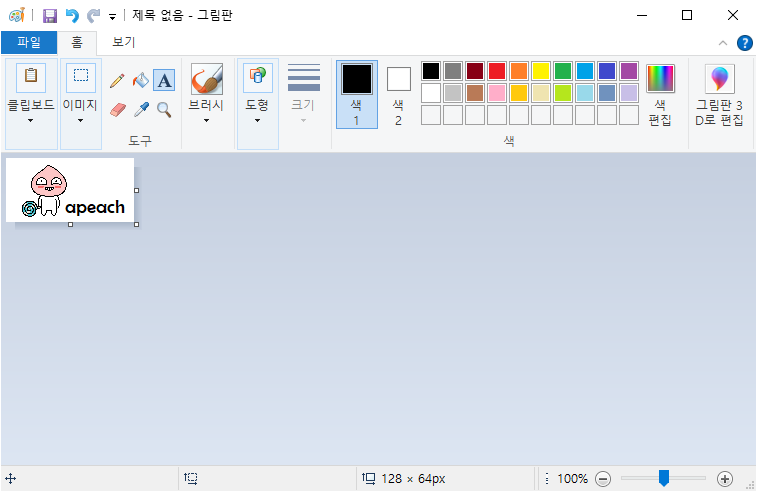 제목 없음 - 그림판
파일 홈 보기
클립보드 이미지 도구 브러시 도형 크기 색 1 색 2 색 색 편집 그림판 3D로 편집
A
apeach
128 × 64px 100%